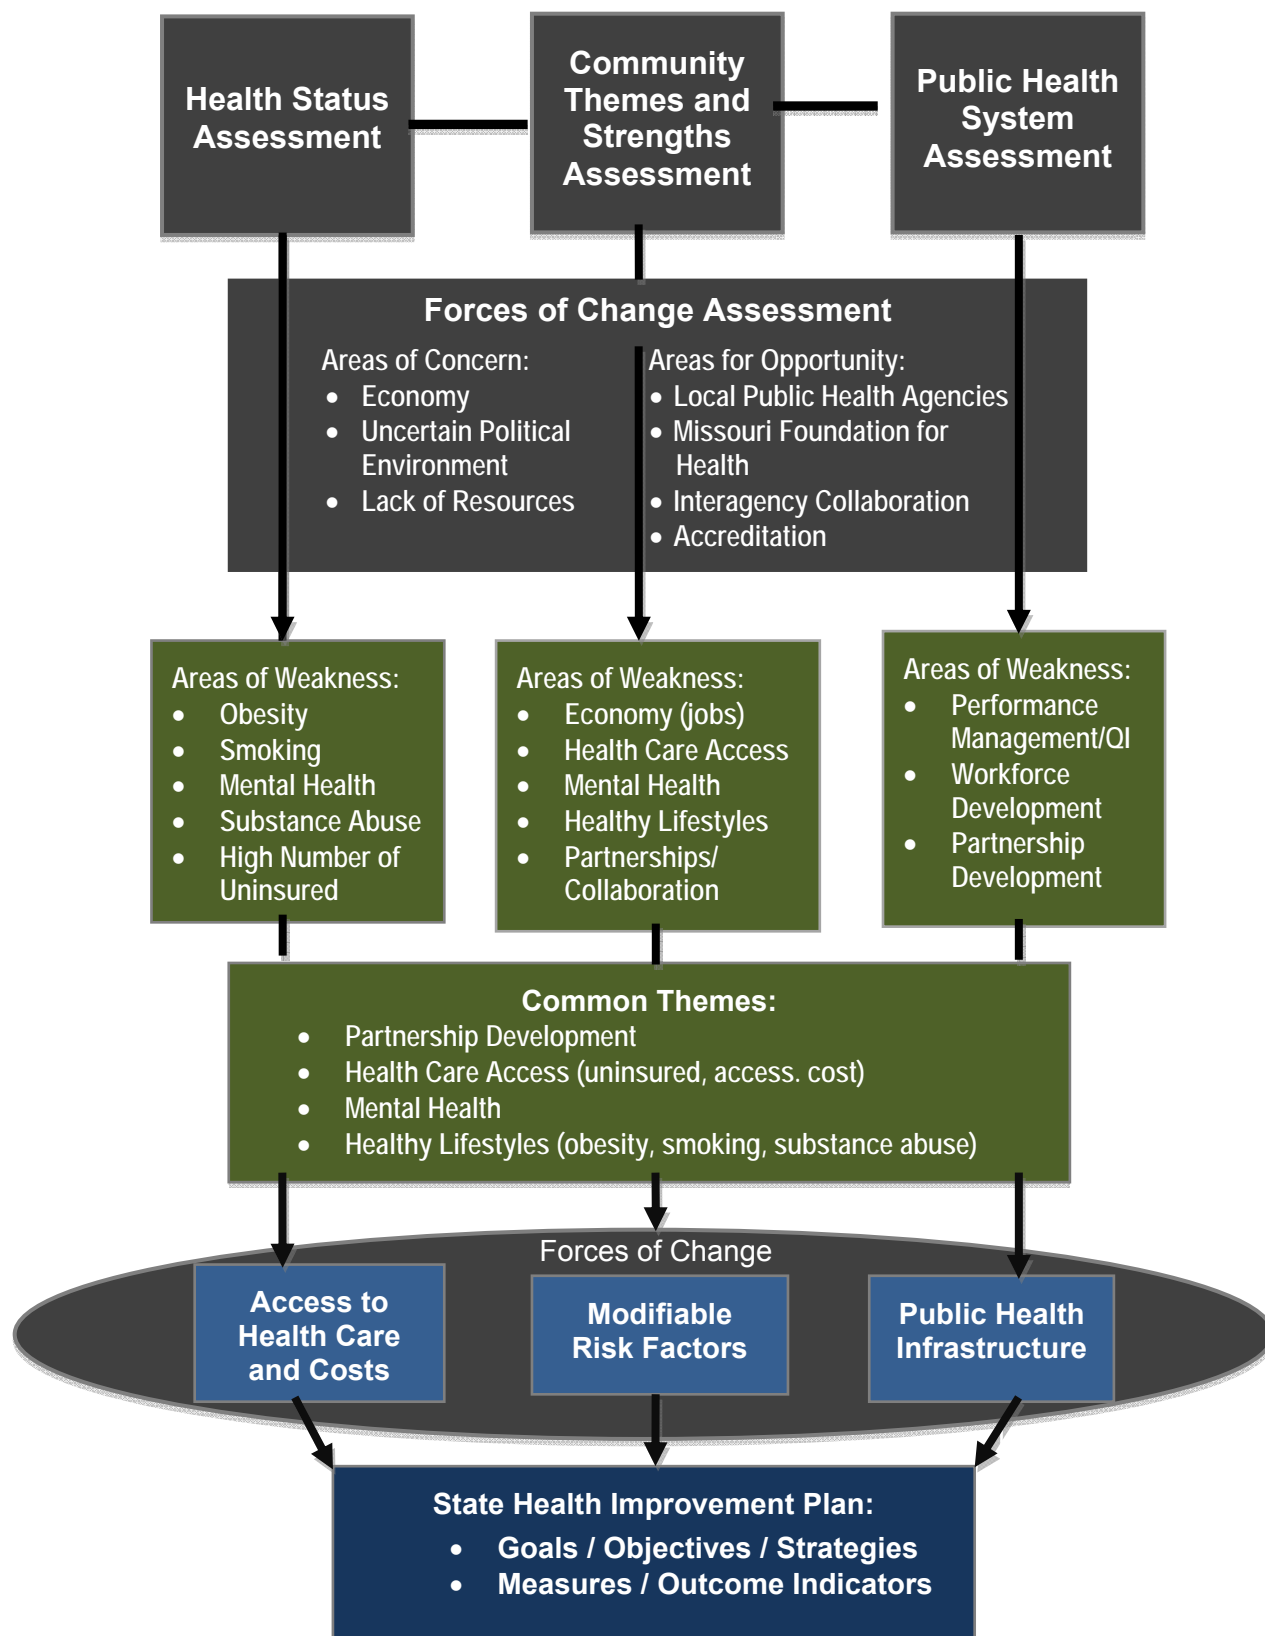 Health Status
Assessment
Community
Themes and
Strengths
Assessment
Public Health
System
Assessment
Forces of Change Assessment
Areas of Concern:
• Economy
• Uncertain Political
Environment
• Lack of Resources
Areas for Opportunity:
• Local Public Health Agencies
• Missouri Foundation for
Health
• Interagency Collaboration
• Accreditation
Areas of Weakness:
• Obesity
• Smoking
• Mental Health
• Substance Abuse
• High Number of
Uninsured
Areas of Weakness:
• Economy (jobs)
• Health Care Access
• Mental Health
• Healthy Lifestyles
• Partnerships/
Collaboration
Areas of Weakness:
• Performance
Management/QI
• Workforce
Development
• Partnership
Development
Common Themes:
• Partnership Development
• Health Care Access (uninsured, access. cost)
• Mental Health
• Healthy Lifestyles (obesity, smoking, substance abuse)
Forces of Change
Access to
Health Care
and Costs
Modifiable
Risk Factors
Public Health
Infrastructure
State Health Improvement Plan:
• Goals / Objectives / Strategies
• Measures / Outcome Indicators